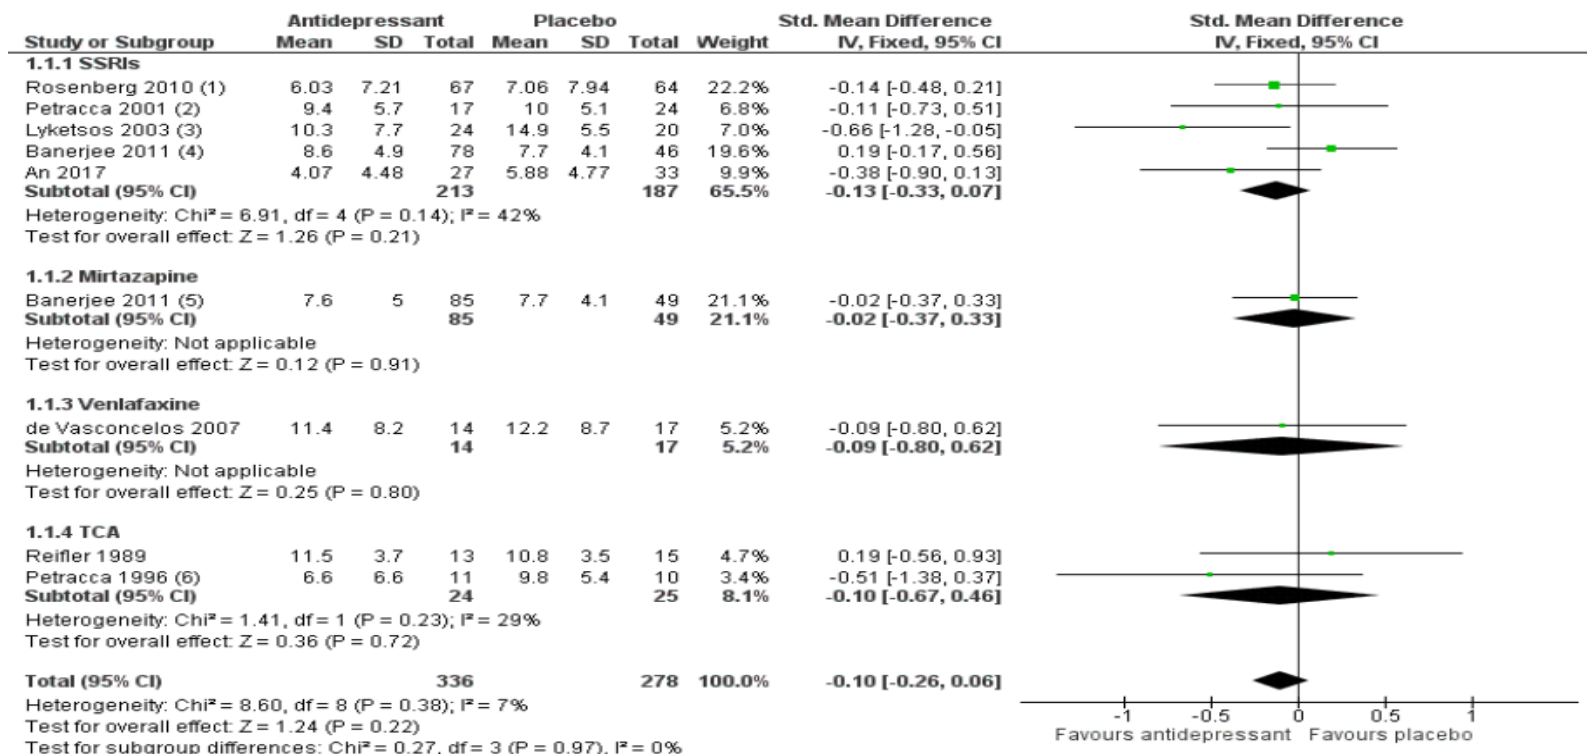 Antidepressant Placebo Std. Mean Difference Std. Mean Difference
Study or Subgroup Mean SD Total Mean SD Total Weight IV, Fixed, 95% CI IV, Fixed, 95% CI
1.1.1 SSRIs
Rosenberg 2010 (1) 6.03 7.21 67 7.06 7.94 64 22.2% -0.14 [-0.48, 0.21]
Petracca 2001 (2) 9.4 5.7 17 10 5.1 24 6.8% -0.11 [-0.73, 0.51]
Lyketsos 2003 (3) 10.3 7.7 24 14.9 5.5 20 7.0% -0.66 [-1.28, -0.05]
Banerjee 2011 (4) 8.6 4.9 78 7.7 4.1 46 19.6% 0.19 [-0.17, 0.56]
An 2017 4.07 4.48 27 5.88 4.77 33 9.9% -0.38 [-0.90, 0.13]
Subtotal (95% CI) 213 187 65.5% -0.13 [-0.33, 0.07]
Heterogeneity: Chi² = 6.91, df = 4 (P = 0.14); I² = 42%
Test for overall effect: Z = 1.26 (P = 0.21)
1.1.2 Mirtazapine
Banerjee 2011 (5) 7.6 5 85 7.7 4.1 49 21.1% -0.02 [-0.37, 0.33]
Subtotal (95% CI) 85 49 21.1% -0.02 [-0.37, 0.33]
Heterogeneity: Not applicable
Test for overall effect: Z = 0.12 (P = 0.91)
1.1.3 Venlafaxine
de Vasconcelos 2007 11.4 8.2 14 12.2 8.7 17 5.2% -0.09 [-0.80, 0.62]
Subtotal (95% CI) 14 17 5.2% -0.09 [-0.80, 0.62]
Heterogeneity: Not applicable
Test for overall effect: Z = 0.25 (P = 0.80)
1.1.4 TCA
Reifler 1989 11.5 3.7 13 10.8 3.5 15 4.7% 0.19 [-0.56, 0.93]
Petracca 1996 (6) 6.6 6.6 11 9.8 5.4 10 3.4% -0.51 [-1.38, 0.37]
Subtotal (95% CI) 24 25 8.1% -0.10 [-0.67, 0.46]
Heterogeneity: Chi² = 1.41, df = 1 (P = 0.23); I² = 29%
Test for overall effect: Z = 0.36 (P = 0.72)
Total (95% CI) 336 278 100.0% -0.10 [-0.26, 0.06]
Heterogeneity: Chi² = 8.60, df = 8 (P = 0.38); I² = 7%
Test for overall effect: Z = 1.24 (P = 0.22)
Test for subgroup differences: Chi² = 0.27, df = 3 (P = 0.97), I² = 0%
-1 -0.5 0 0.5 1
Favours antidepressant Favours placebo